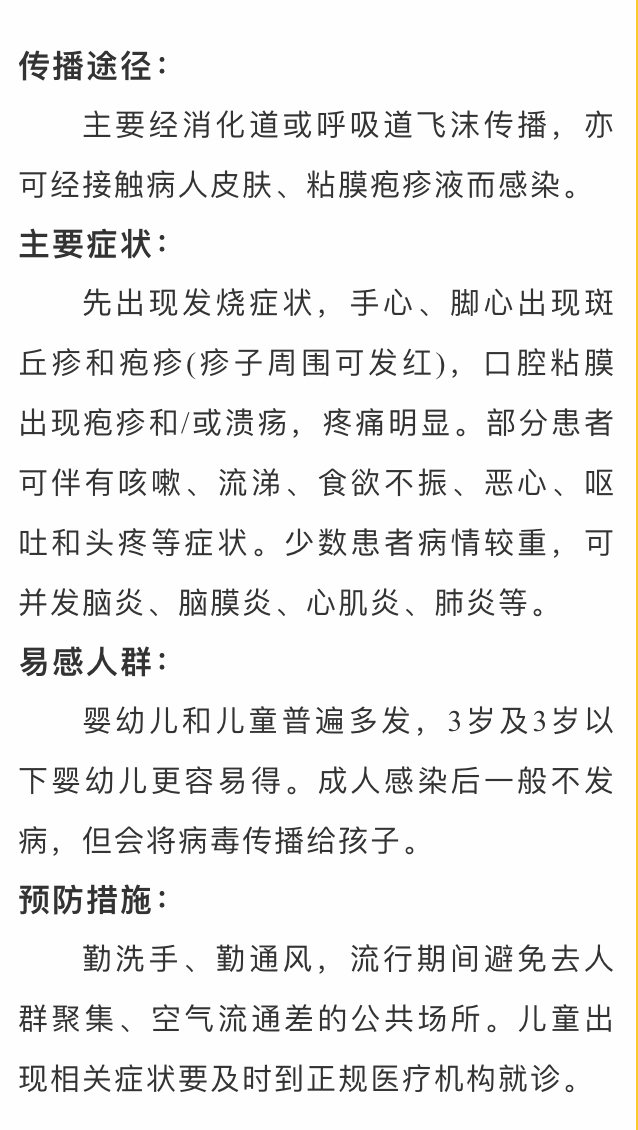 传播途径：
主要经消化道或呼吸道飞沫传播，亦
可经接触病人皮肤、粘膜疱疹液而感染。
主要症状：
先出现发烧症状，手心、脚心出现斑
丘疹和疱疹(疹子周围可发红)，口腔粘膜
出现疱疹和/或溃疡，疼痛明显。部分患者
可伴有咳嗽、流涕、食欲不振、恶心、呕
吐和头疼等症状。少数患者病情较重，可
并发脑炎、脑膜炎、心肌炎、肺炎等。
易感人群：
婴幼儿和儿童普遍多发，3岁及3岁以
下婴幼儿更容易得。成人感染后一般不发
病，但会将病毒传播给孩子。
预防措施：
勤洗手、勤通风，流行期间避免去人
群聚集、空气流通差的公共场所。儿童出
现相关症状要及时到正规医疗机构就诊。